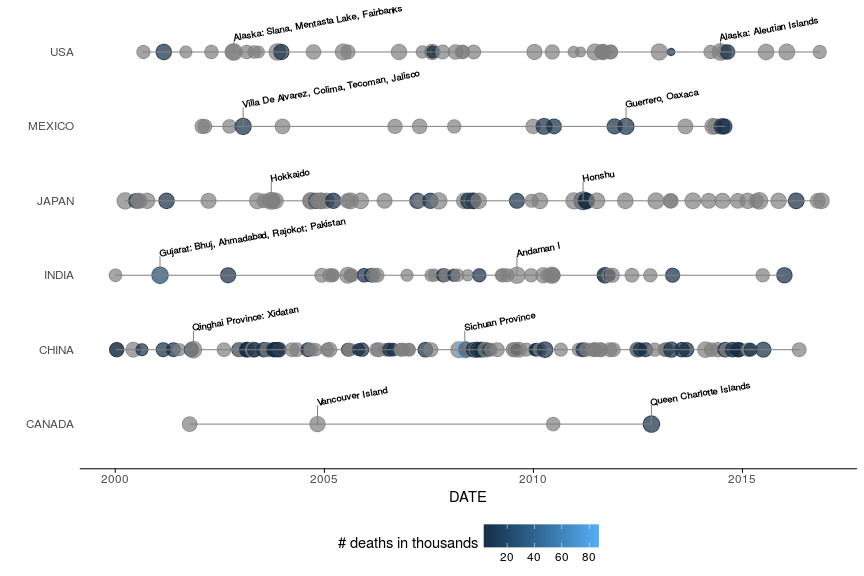 Alaska: Slana, Mentasta Lake, Fairbanks
Alaska: Aleutian Islands
USA
Villa De Alvarez, Colima, Tecoman, Jalisco
Guerrero, Oaxaca
MEXICO
Hokkaido
Honshu
JAPAN
Gujarat: Bhuj, Ahmadabad, Rajokot; Pakistan
Andaman I
INDIA
Qinghai Province: Xidatan
Sichuan Province
CHINA
Vancouver Island
Queen Charlotte Islands
CANADA
2000 2005 2010 2015
DATE
# deaths in thousands
20 40 60 80